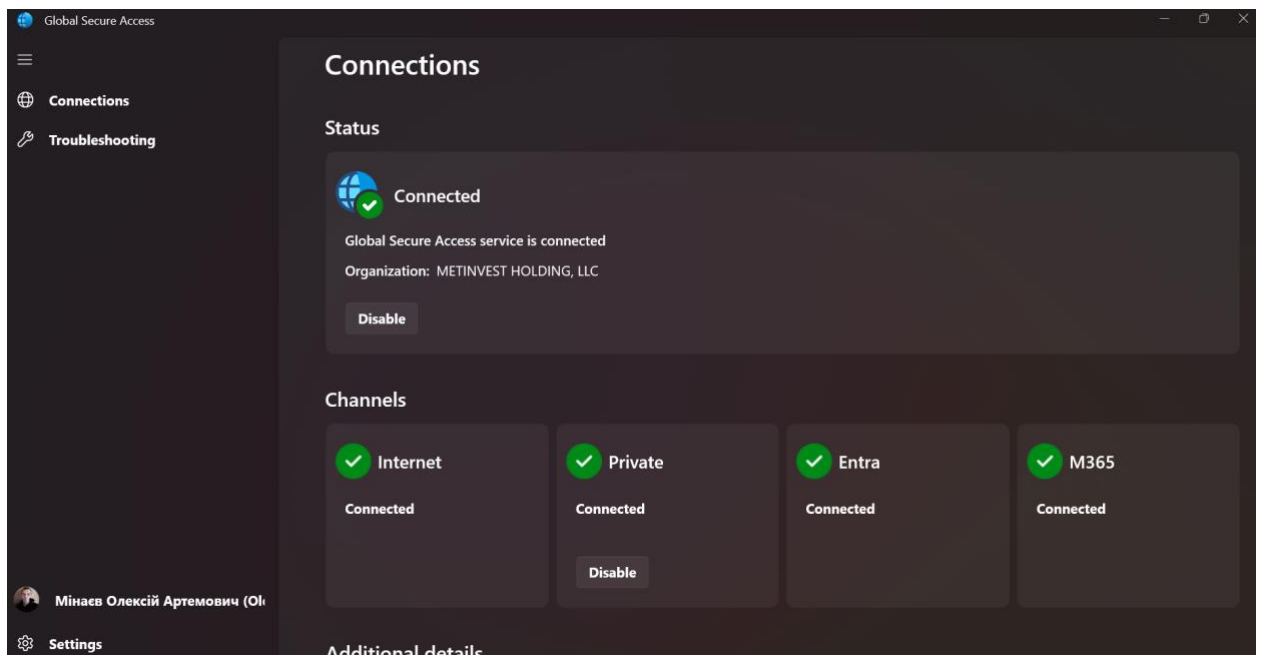 Global Secure Access
Connections
Troubleshooting
Connections
Status
Connected
Global Secure Access service is connected
Organization: METINVEST HOLDING, LLC
Disable
Channels
Internet
Connected
Private
Connected
Disable
Entra
Connected
M365
Connected
Additional details
Мінаєв Олексій Артемович (Ol
Settings